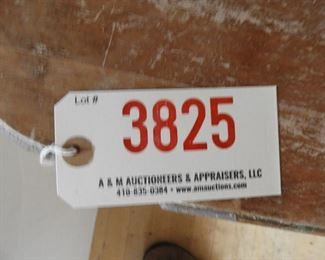 Lot #
3825
A & M AUCTIONEERS & APPRAISERS, LLC
410-835-0384 • www.amauctions.com